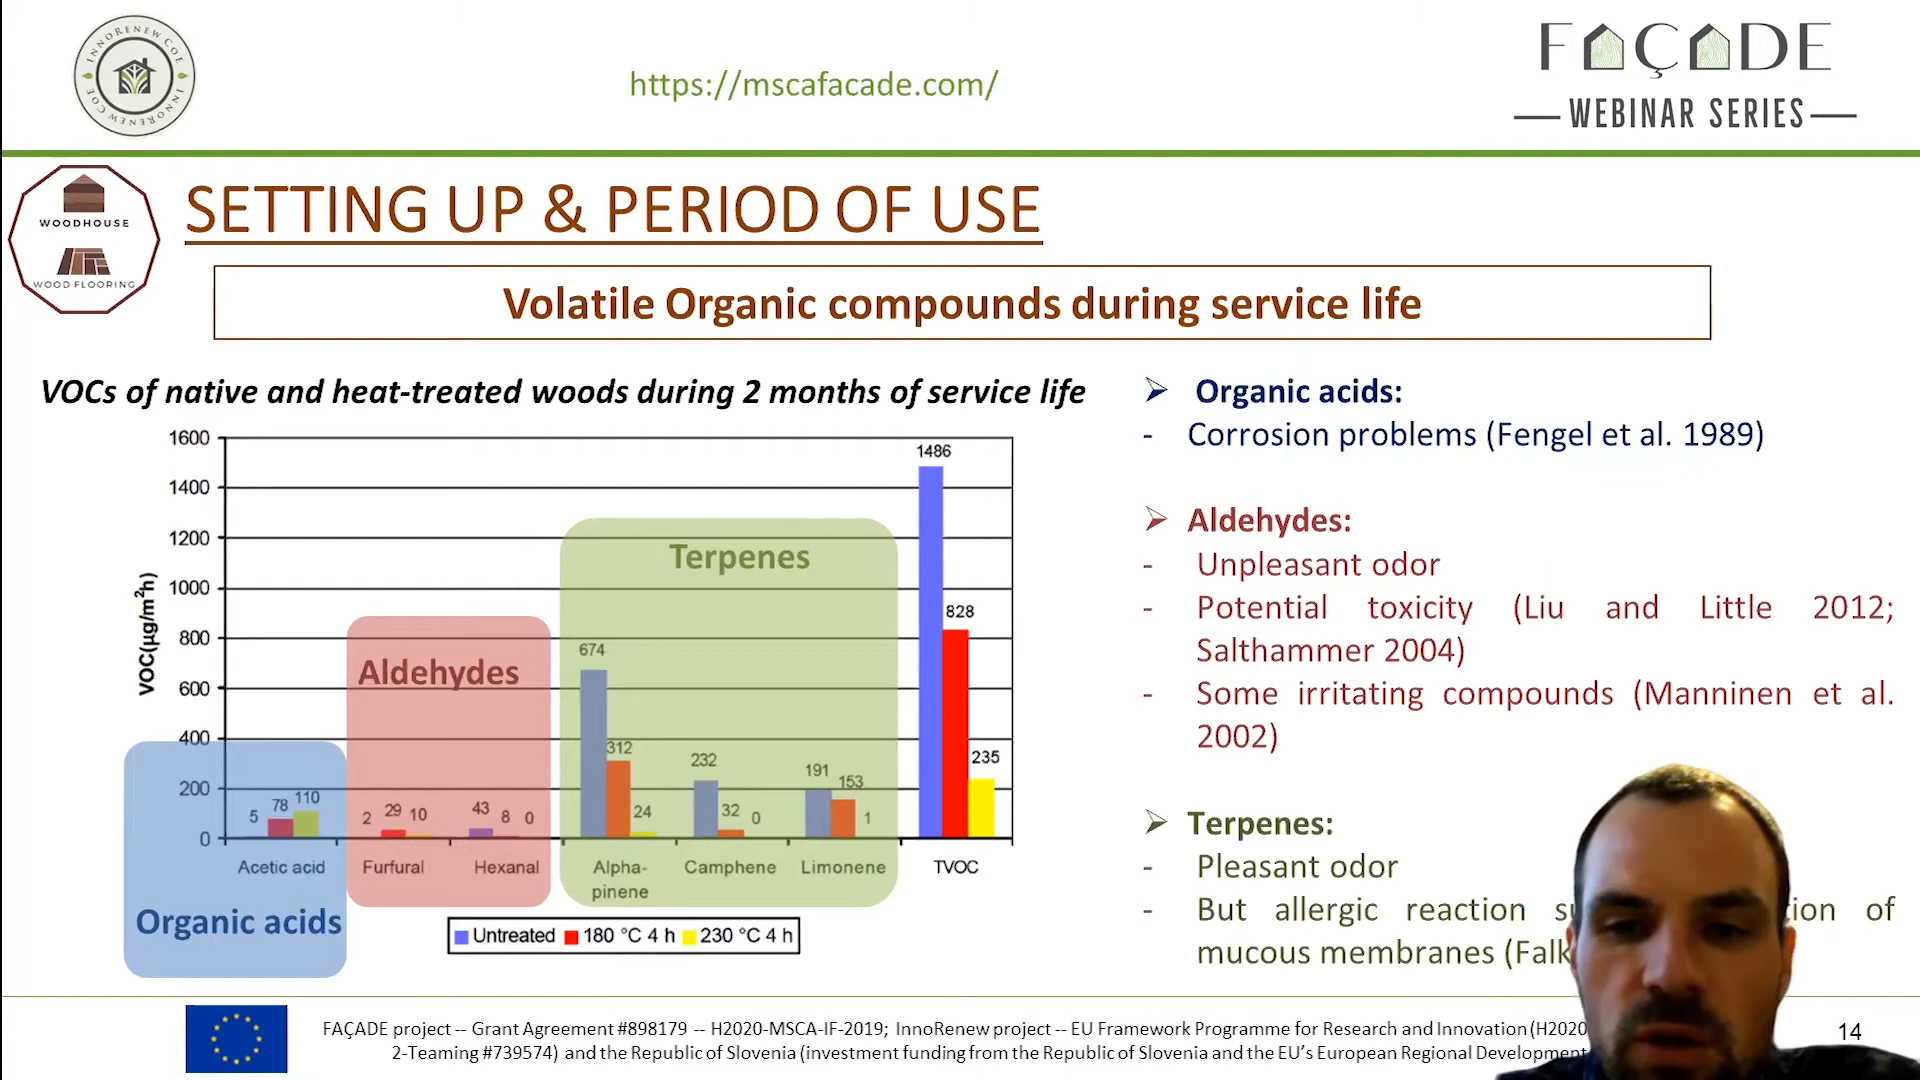 INNORENEW COE
INNORENEW COE
https://mscafacade.com/
FAÇADE
WEBINAR SERIES
WOODHOUSE
WOOD FLOORING
SETTING UP & PERIOD OF USE
Volatile Organic compounds during service life
VOCs of native and heat-treated woods during 2 months of service life
VOC(µg/m²h)
1600
1400
1200
1000
800
600
400
200
0
Organic acids
Aldehydes
Terpenes
5 78 110
2 29 10
43 8 0
674 312 24
232 32 0
191 153 1
1486 828 235
Acetic acid
Furfural
Hexanal
Alpha-
pinene
Camphene
Limonene
TVOC
Untreated 180 °C 4 h 230 °C 4 h
➢ Organic acids:
- Corrosion problems (Fengel et al. 1989)
➢ Aldehydes:
- Unpleasant odor
- Potential toxicity (Liu and Little 2012;
Salthammer 2004)
- Some irritating compounds (Manninen et al.
2002)
➢ Terpenes:
- Pleasant odor
- But allergic reaction of
mucous membranes
FAÇADE project -- Grant Agreement #898179 -- H2020-MSCA-IF-2019; InnoRenew project -- EU Framework Programme for Research and Innovation (H2020
2-Teaming #739574) and the Republic of Slovenia (investment funding from the Republic of Slovenia and the EU's European Regional Development
14